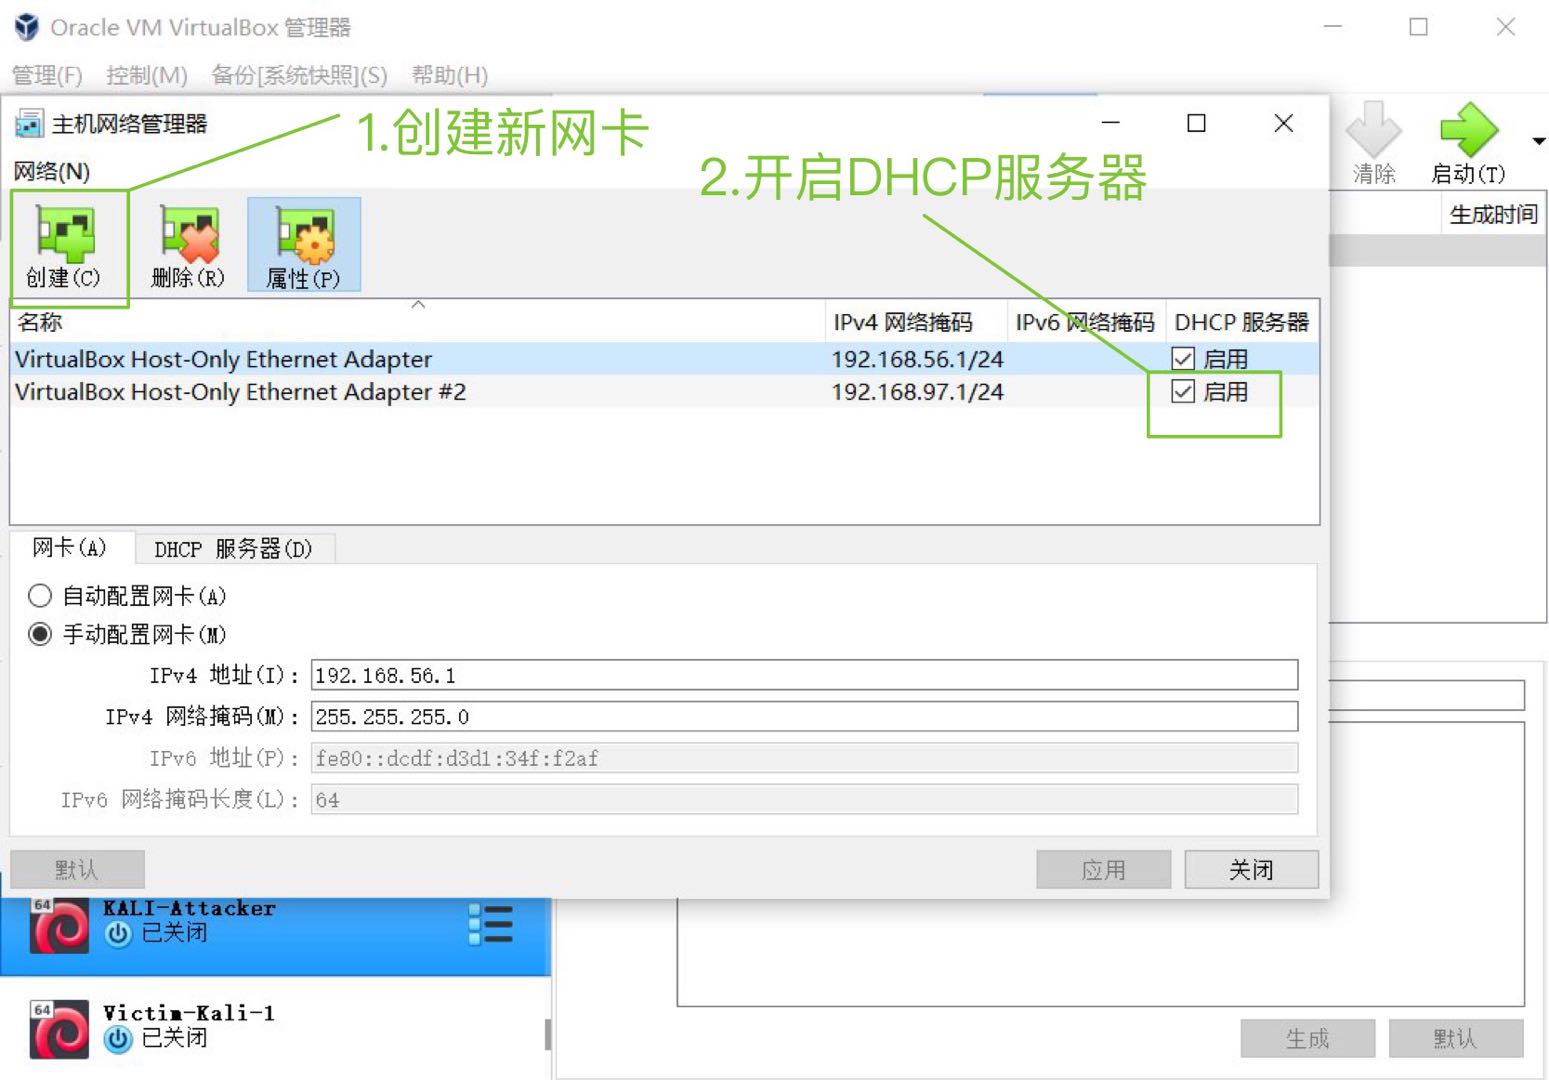 Oracle VM VirtualBox 管理器
管理(F) 控制(M) 备份[系统快照](S) 帮助(H)
主机网络管理器
1.创建新网卡
网络(N)
2.开启DHCP服务器
清除 启动(T)
创建(C) 删除(R) 属性(P)
生成时间
名称 IPv4 网络掩码 IPv6 网络掩码 DHCP 服务器
VirtualBox Host-Only Ethernet Adapter 192.168.56.1/24 启用
VirtualBox Host-Only Ethernet Adapter #2 192.168.97.1/24 启用
网卡(A) DHCP 服务器(D)
自动配置网卡(A)
手动配置网卡(M)
IPv4 地址(I): 192.168.56.1
IPv4 网络掩码(M): 255.255.255.0
IPv6 地址(P): fe80::dcdf:d3d1:34f:f2af
IPv6 网络掩码长度(L): 64
默认 应用 关闭
64 KALI-Attacker
已关闭
64 Victim-Kali-1
已关闭
生成 默认